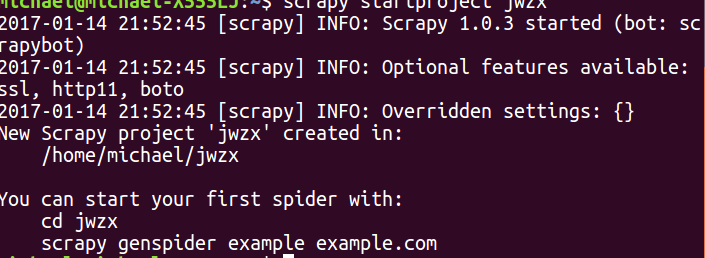 michael@michael-X555LJ:~$ scrapy startproject jwzx
2017-01-14 21:52:45 [scrapy] INFO: Scrapy 1.0.3 started (bot: sc
rapybot)
2017-01-14 21:52:45 [scrapy] INFO: Optional features available:
ssl, http11, boto
2017-01-14 21:52:45 [scrapy] INFO: Overridden settings: {}
New Scrapy project 'jwzx' created in:
    /home/michael/jwzx

You can start your first spider with:
    cd jwzx
    scrapy genspider example example.com